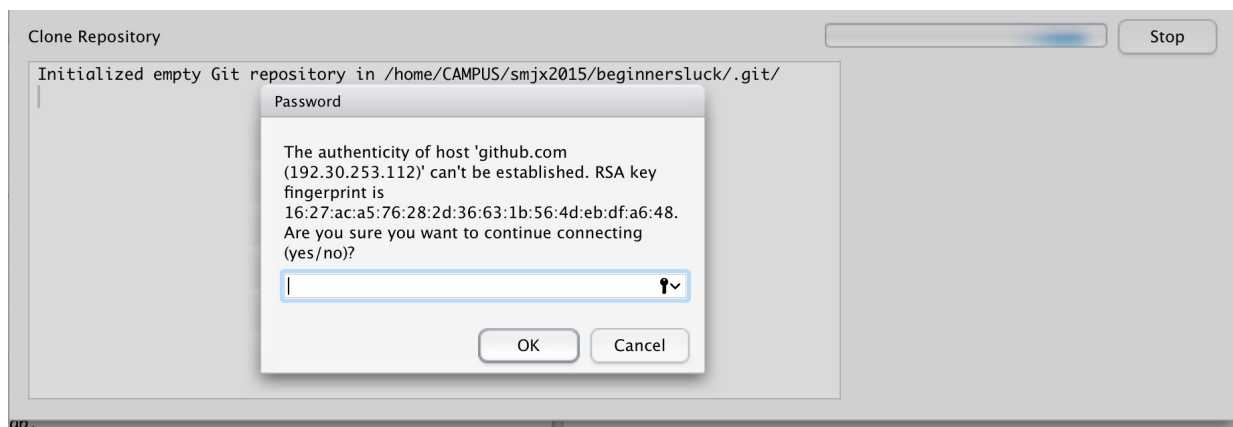 Clone Repository
Stop
Initialized empty Git repository in /home/CAMPUS/smjx2015/beginnersluck/.git/
Password
The authenticity of host 'github.com
(192.30.253.112)' can't be established. RSA key
fingerprint is
16:27:ac:a5:76:28:2d:36:63:1b:56:4d:eb:df:a6:48.
Are you sure you want to continue connecting
(yes/no)?
OK
Cancel